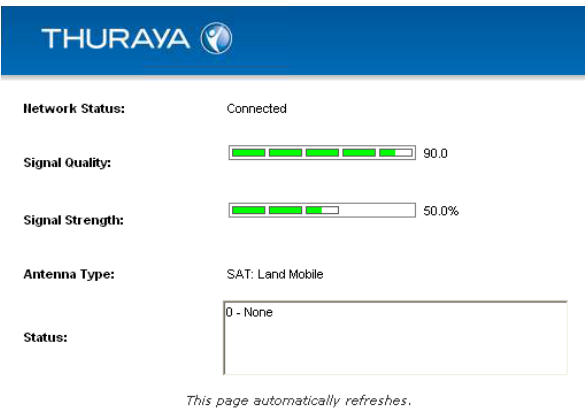 THURAYA
Network Status: Connected
Signal Quality: 90.0
Signal Strength: 50.0%
Antenna Type: SAT: Land Mobile
Status: 0 - None
This page automatically refreshes.